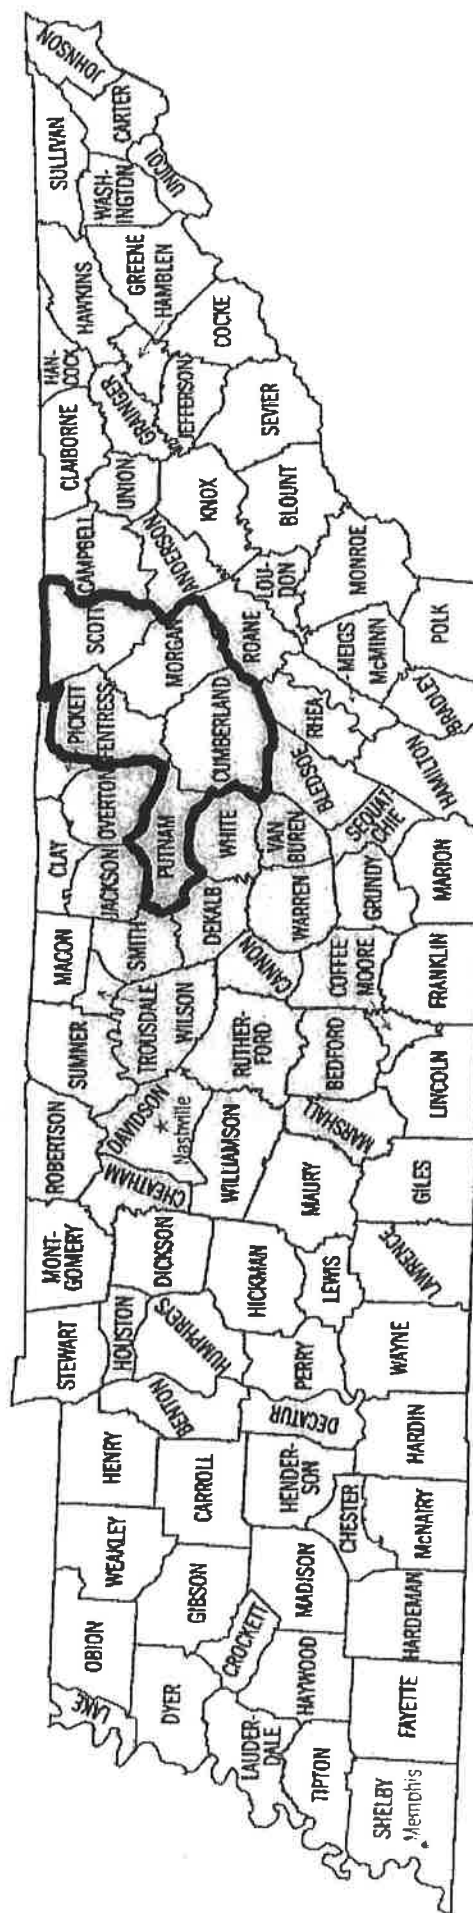 JOHNSON
SULLIVAN
CARTER
WASH-
INGTON
UNICOI
HAWKINS
GREENE
HAMBLEN
HAN-
COCK
COCKE
CLAIBORNE
GRAINGER
JEFFERSON
UNION
SEVIER
KNOX
CAMPBELL
ANDERSON
BLOUNT
SCOTT
LOU-
DON
MORGAN
ROANE
MONROE
PICKETT
FENTRESS
MEIGS
McMINN
POLK
CUMBERLAND
RHEA
BRADLEY
OVERTON
BLEDSOE
HAMILTON
CLAY
PUTNAM
WHITE
VAN
BUREN
SEQUAT
CHIE
JACKSON
MARION
MACON
SMITH
DEKALB
WARREN
GRUNDY
CANNON
COFFEE
MOORE
FRANKLIN
TROUSDALE
WILSON
SUMNER
RUTHER-
FORD
BEDFORD
LINCOLN
ROBERTSON
DAVIDSON
Nashville
MARSHALL
CHEATHAM
WILLIAMSON
MAURY
GILES
MONT-
GOMERY
DICKSON
HICKMAN
LEWIS
LAWRENCE
STEWART
HOUSTON
HUMPHREYS
PERRY
WAYNE
BENTON
DECATUR
HENRY
CARROLL
HENDER-
SON
HARDIN
WEAKLEY
CHESTER
McNAIRY
GIBSON
MADISON
OBION
CROCKETT
HARDEMAN
LAKE
DYER
HAYWOOD
LAUDER-
DALE
FAYETTE
TIPTON
SHELBY
Memphis